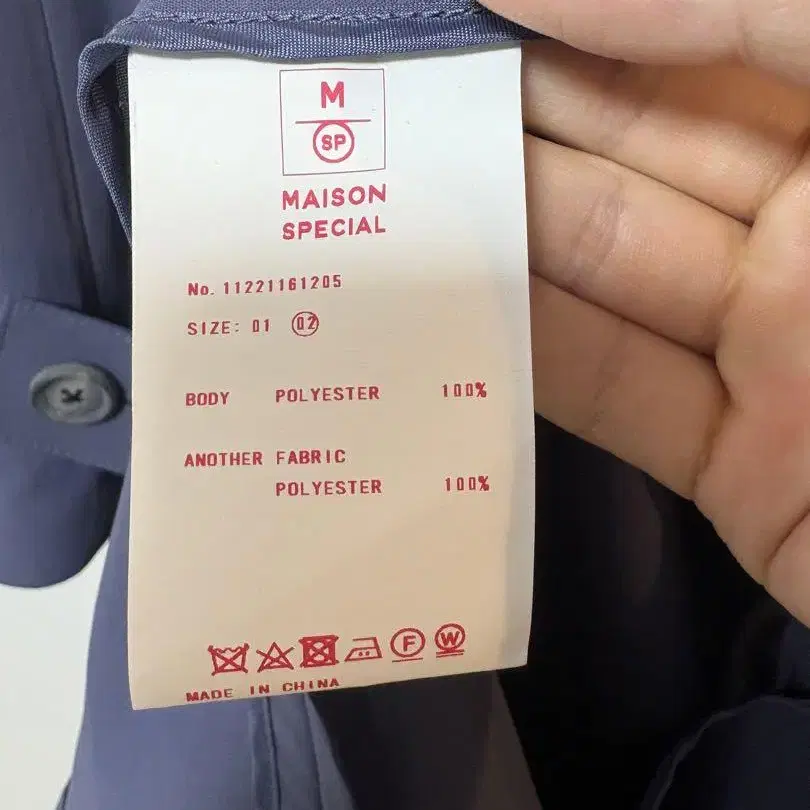 M
SP
MAISON
SPECIAL
No. 11221161205
SIZE: 01 02
BODY POLYESTER 100%
ANOTHER FABRIC
POLYESTER 100%
F W
MADE IN CHINA